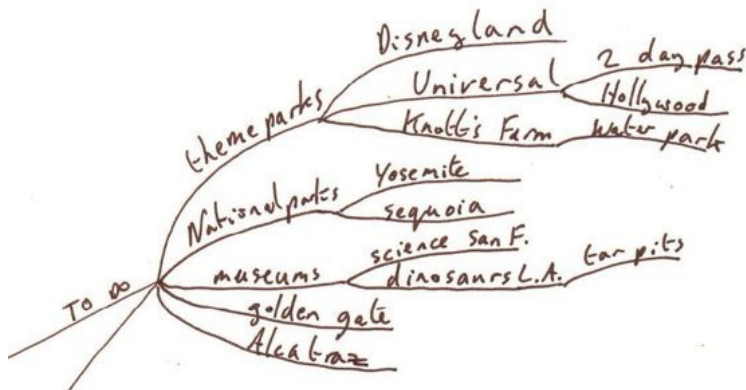 Disneyland
2 day pass
Universal
Hollywood
theme parks
Knott's Farm
water park
Yosemite
National parks
sequoia
science San F.
museums
dinosaurs L.A.
tar pits
TO DO
golden gate
Alcatraz